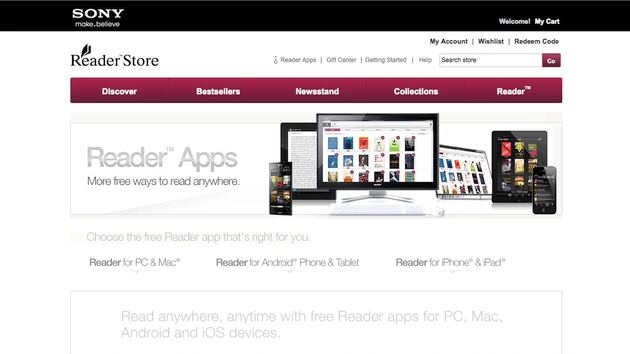 SONY
make.believe
Welcome! My Cart
My Account | Wishlist | Redeem Code
Reader™Store
Reader Apps | Gift Center | Getting Started | Help
Search store
Go
Discover Bestsellers Newsstand Collections Reader™
Reader™ Apps
More free ways to read anywhere.
Choose the free Reader app that's right for you.
Reader for PC & Mac® Reader for Android® Phone & Tablet Reader for iPhone® & iPad®
Read anywhere, anytime with free Reader apps for PC, Mac,
Android and iOS devices.